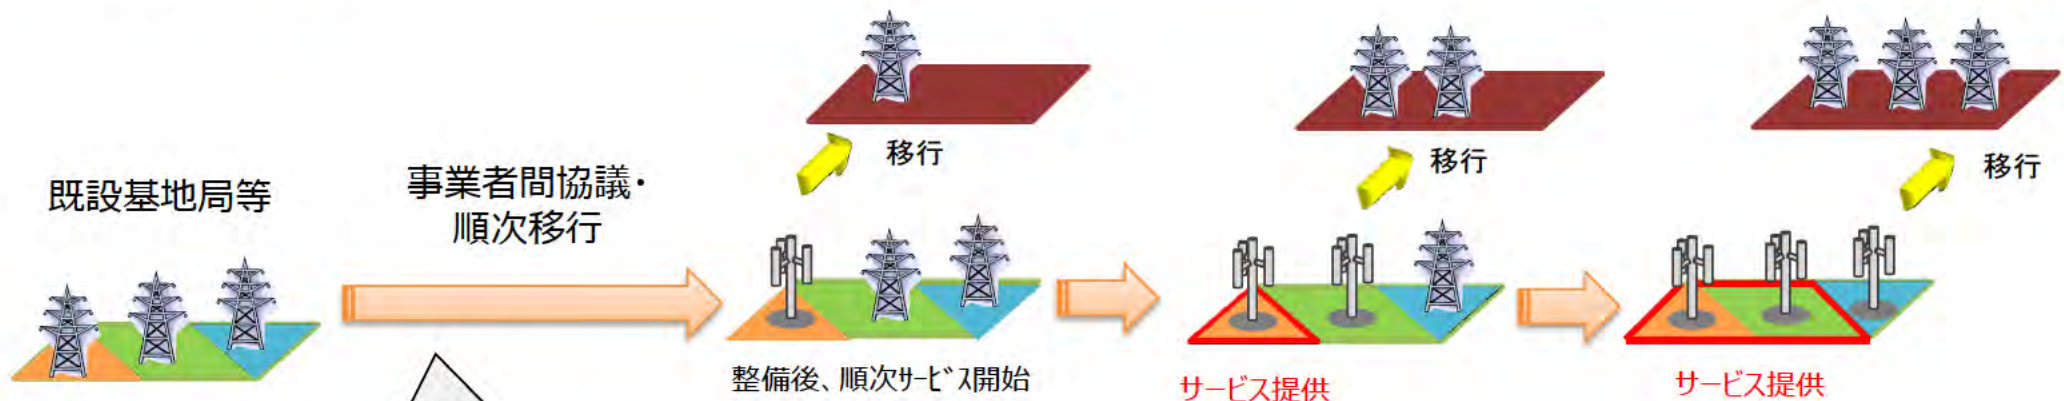 既設基地局等
事業者間協議・
順次移行
移行
移行
移行
整備後、順次ｻｰﾋﾞｽ開始
サービス提供
サービス提供